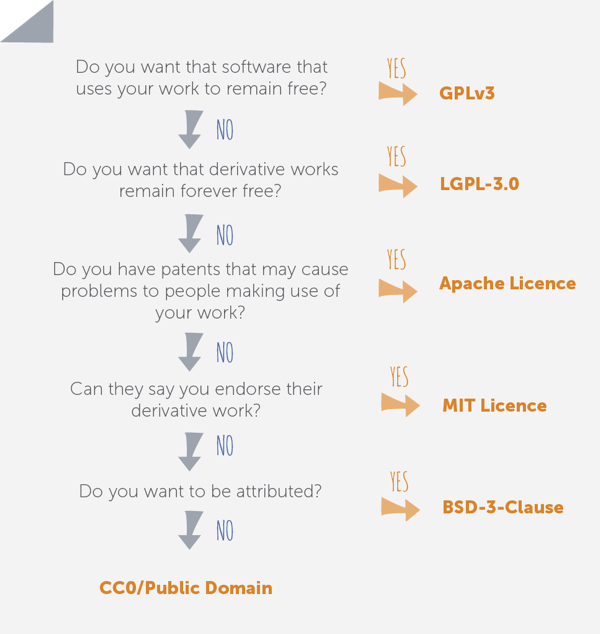 Do you want that software that
uses your work to remain free?
YES
GPLv3
NO
Do you want that derivative works
remain forever free?
YES
LGPL-3.0
NO
Do you have patents that may cause
problems to people making use of
your work?
YES
Apache Licence
NO
Can they say you endorse their
derivative work?
YES
MIT Licence
NO
Do you want to be attributed?
YES
BSD-3-Clause
NO
CC0/Public Domain